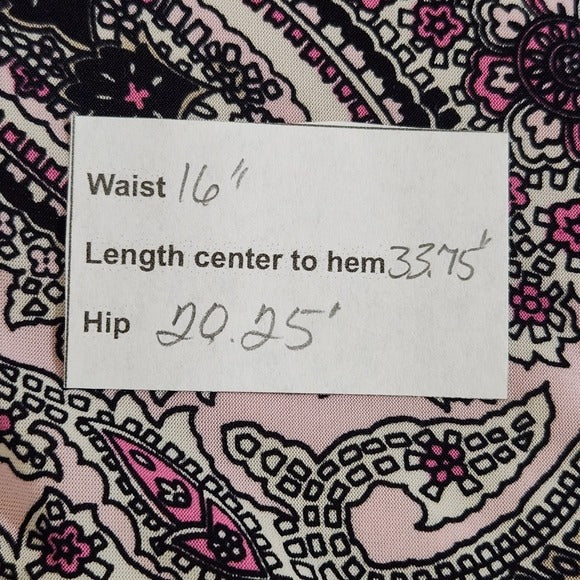 Waist 16"
Length center to hem 33.75"
Hip 20.25'